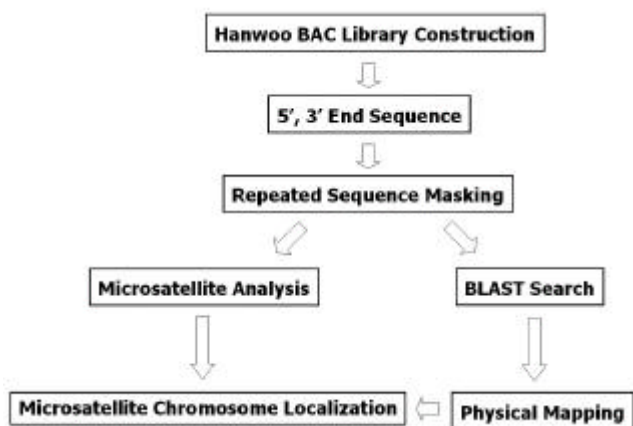 Hanwoo BAC Library Construction
5', 3' End Sequence
Repeated Sequence Masking
Microsatellite Analysis
BLAST Search
Microsatellite Chromosome Localization
Physical Mapping